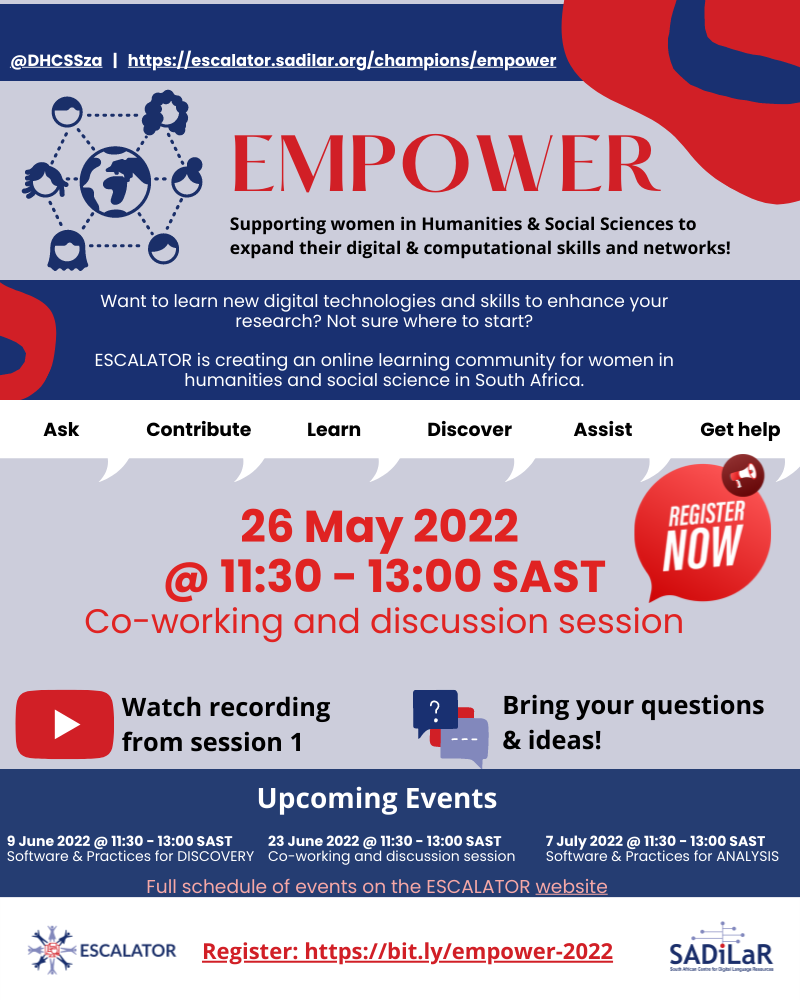 @DHCSSza | https://escalator.sadilar.org/champions/empower
EMPOWER
Supporting women in Humanities & Social Sciences to
expand their digital & computational skills and networks!
Want to learn new digital technologies and skills to enhance your
research? Not sure where to start?
ESCALATOR is creating an online learning community for women in
humanities and social science in South Africa.
Ask Contribute Learn Discover Assist Get help
REGISTER
NOW
26 May 2022
@ 11:30 - 13:00 SAST
Co-working and discussion session
Watch recording
from session 1
?
Bring your questions
& ideas!
Upcoming Events
9 June 2022 @ 11:30 - 13:00 SAST
Software & Practices for DISCOVERY
23 June 2022 @ 11:30 - 13:00 SAST
Co-working and discussion session
7 July 2022 @ 11:30 - 13:00 SAST
Software & Practices for ANALYSIS
Full schedule of events on the ESCALATOR website
ESCALATOR
Register: https://bit.ly/empower-2022
SADiLaR
South African Centre for Digital Language Resources